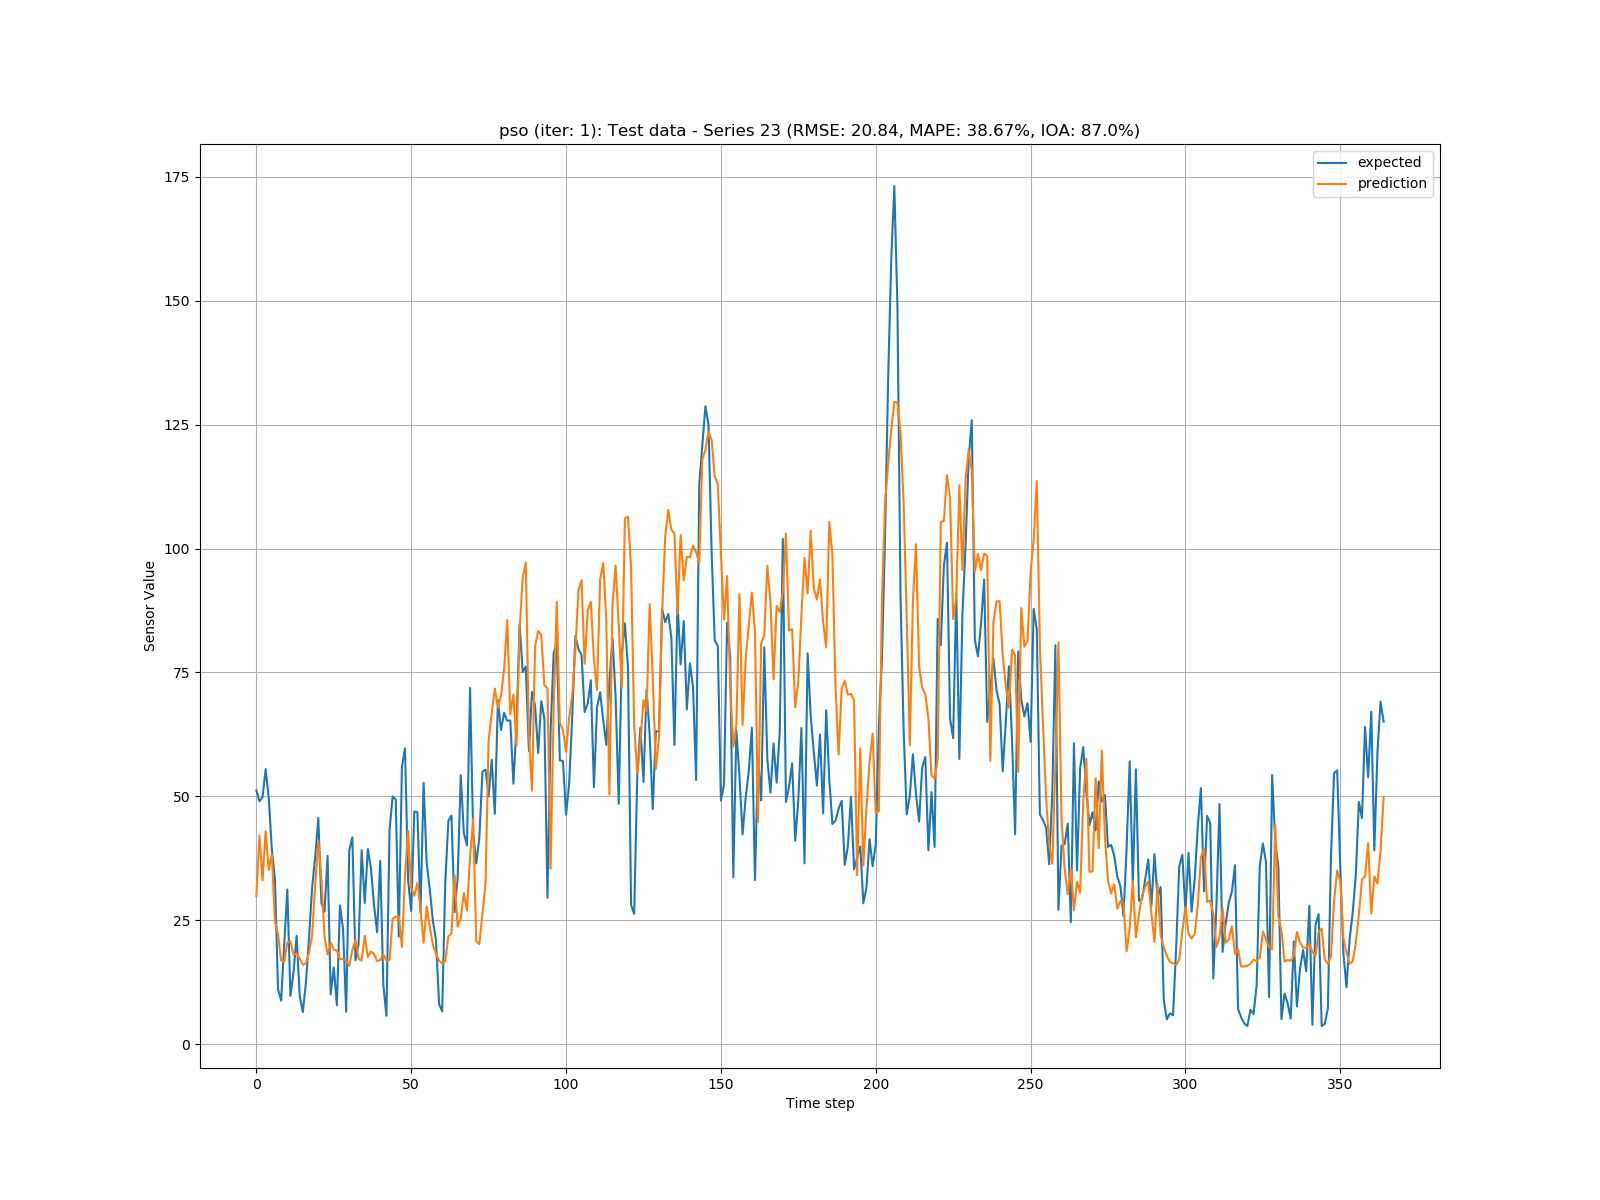 pso (iter: 1): Test data - Series 23 (RMSE: 20.84, MAPE: 38.67%, IOA: 87.0%)
expected
prediction
175
150
125
100
75
50
25
0
Sensor Value
0 50 100 150 200 250 300 350
Time step